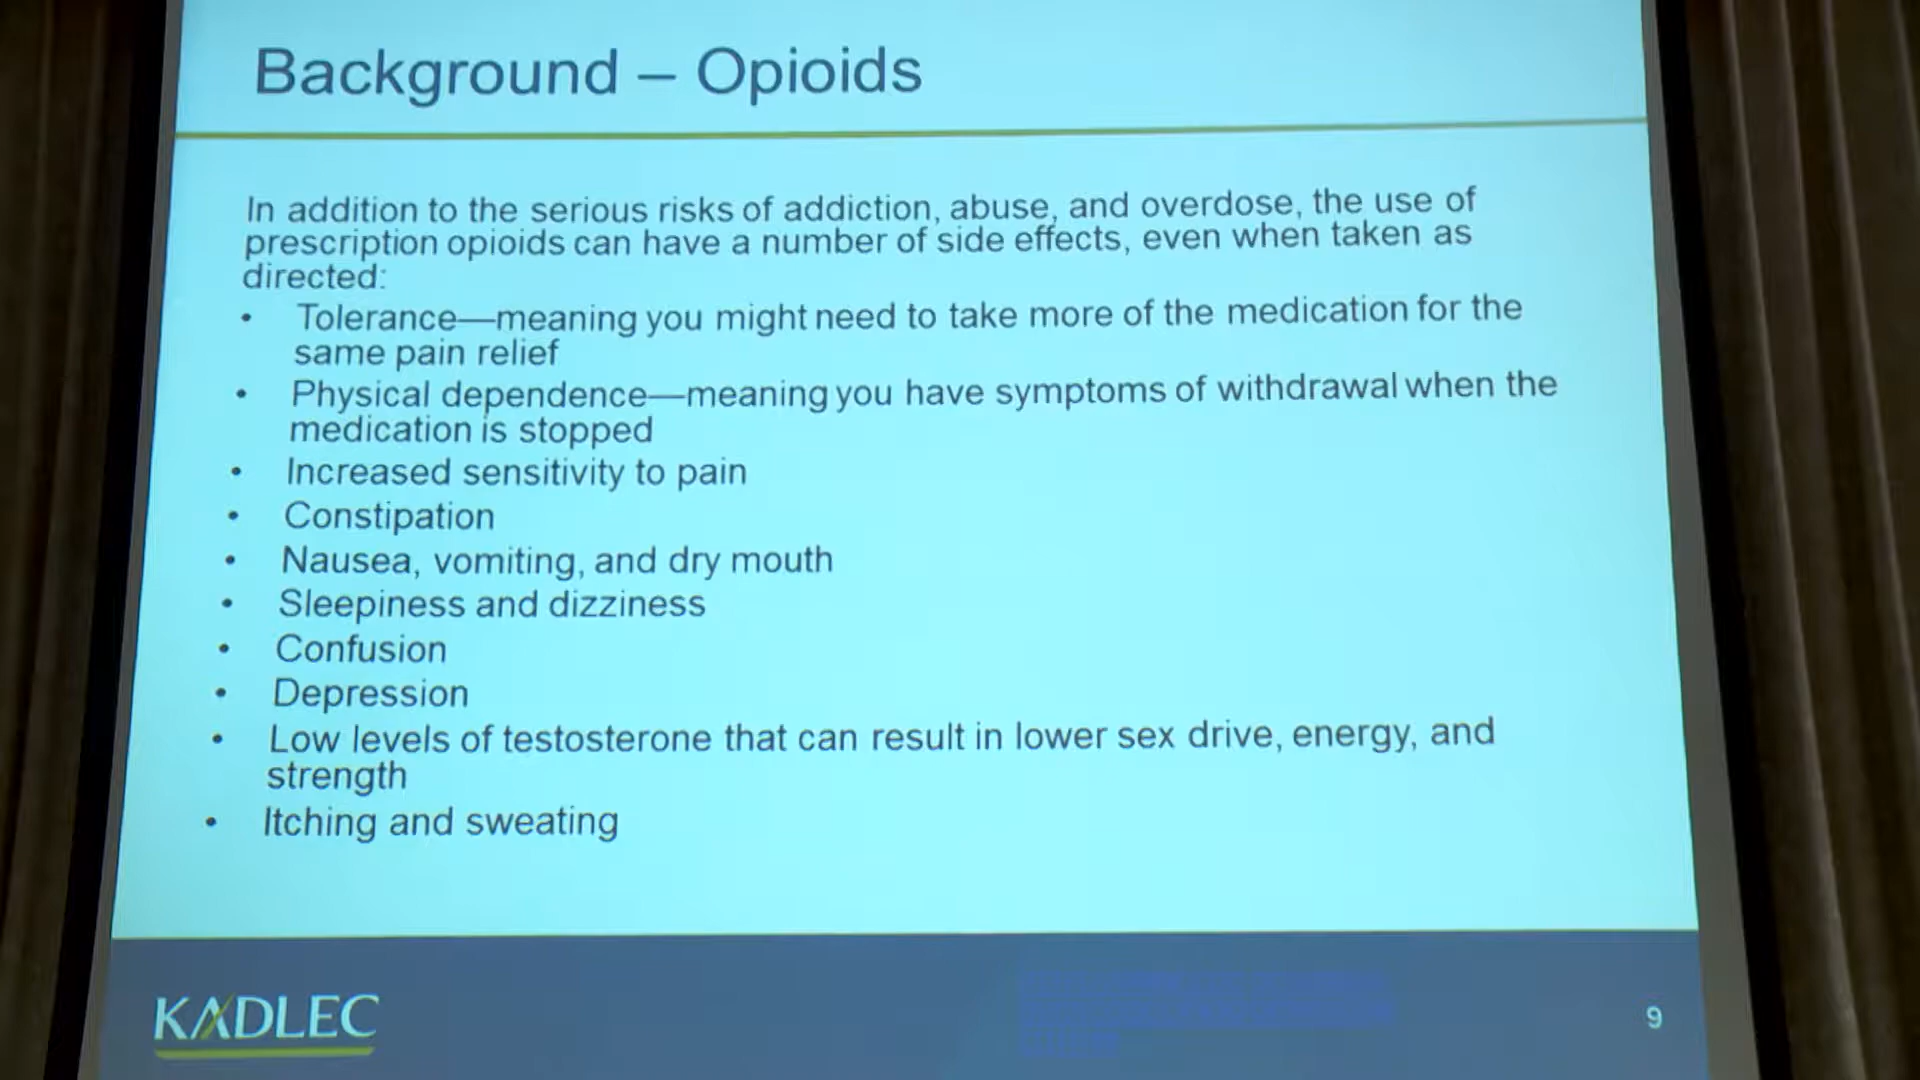 Background – Opioids
In addition to the serious risks of addiction, abuse, and overdose, the use of
prescription opioids can have a number of side effects, even when taken as
directed:
• Tolerance—meaning you might need to take more of the medication for the
same pain relief
• Physical dependence—meaning you have symptoms of withdrawal when the
medication is stopped
• Increased sensitivity to pain
• Constipation
• Nausea, vomiting, and dry mouth
• Sleepiness and dizziness
• Confusion
• Depression
• Low levels of testosterone that can result in lower sex drive, energy, and
strength
• Itching and sweating
KADLEC
9